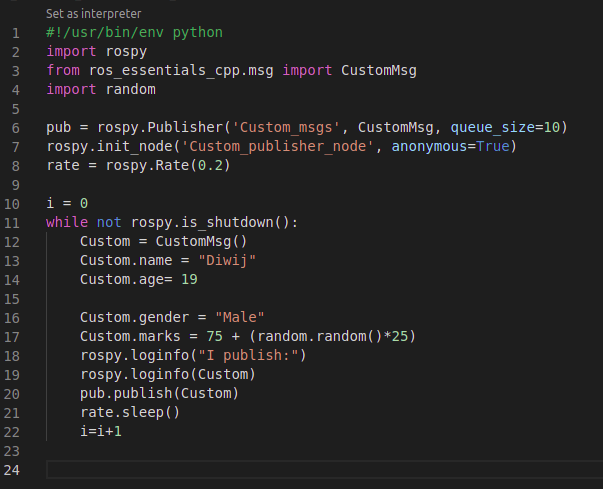 Set as interpreter
1 #!/usr/bin/env python
2 import rospy
3 from ros_essentials_cpp.msg import CustomMsg
4 import random
5
6 pub = rospy.Publisher('Custom_msgs', CustomMsg, queue_size=10)
7 rospy.init_node('Custom_publisher_node', anonymous=True)
8 rate = rospy.Rate(0.2)
9
10 i = 0
11 while not rospy.is_shutdown():
12     Custom = CustomMsg()
13     Custom.name = "Diwij"
14     Custom.age= 19
15
16     Custom.gender = "Male"
17     Custom.marks = 75 + (random.random()*25)
18     rospy.loginfo("I publish:")
19     rospy.loginfo(Custom)
20     pub.publish(Custom)
21     rate.sleep()
22     i=i+1
23
24